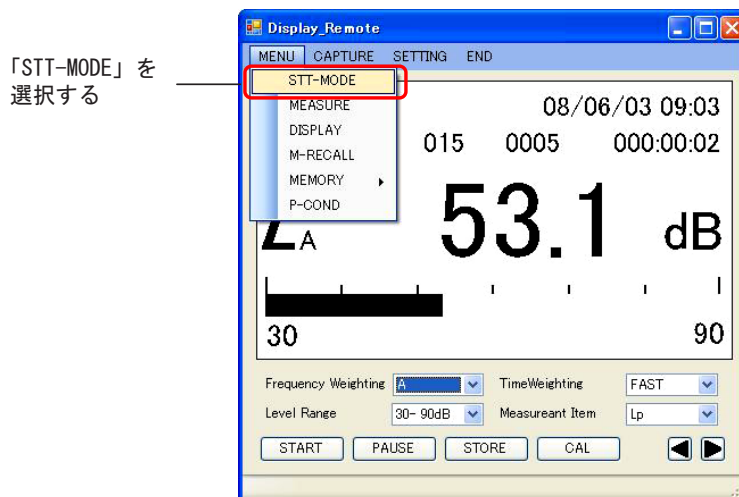 「STT-MODE」を
選択する
Display_Remote
MENU CAPTURE SETTING END
STT-MODE
MEASURE
DISPLAY
M-RECALL
MEMORY
P-COND
08/06/03 09:03
015 0005 000:00:02
A 53.1 dB
30 90
Frequency Weighting A TimeWeighting FAST
Level Range 30- 90dB Measureant Item Lp
START PAUSE STORE CAL